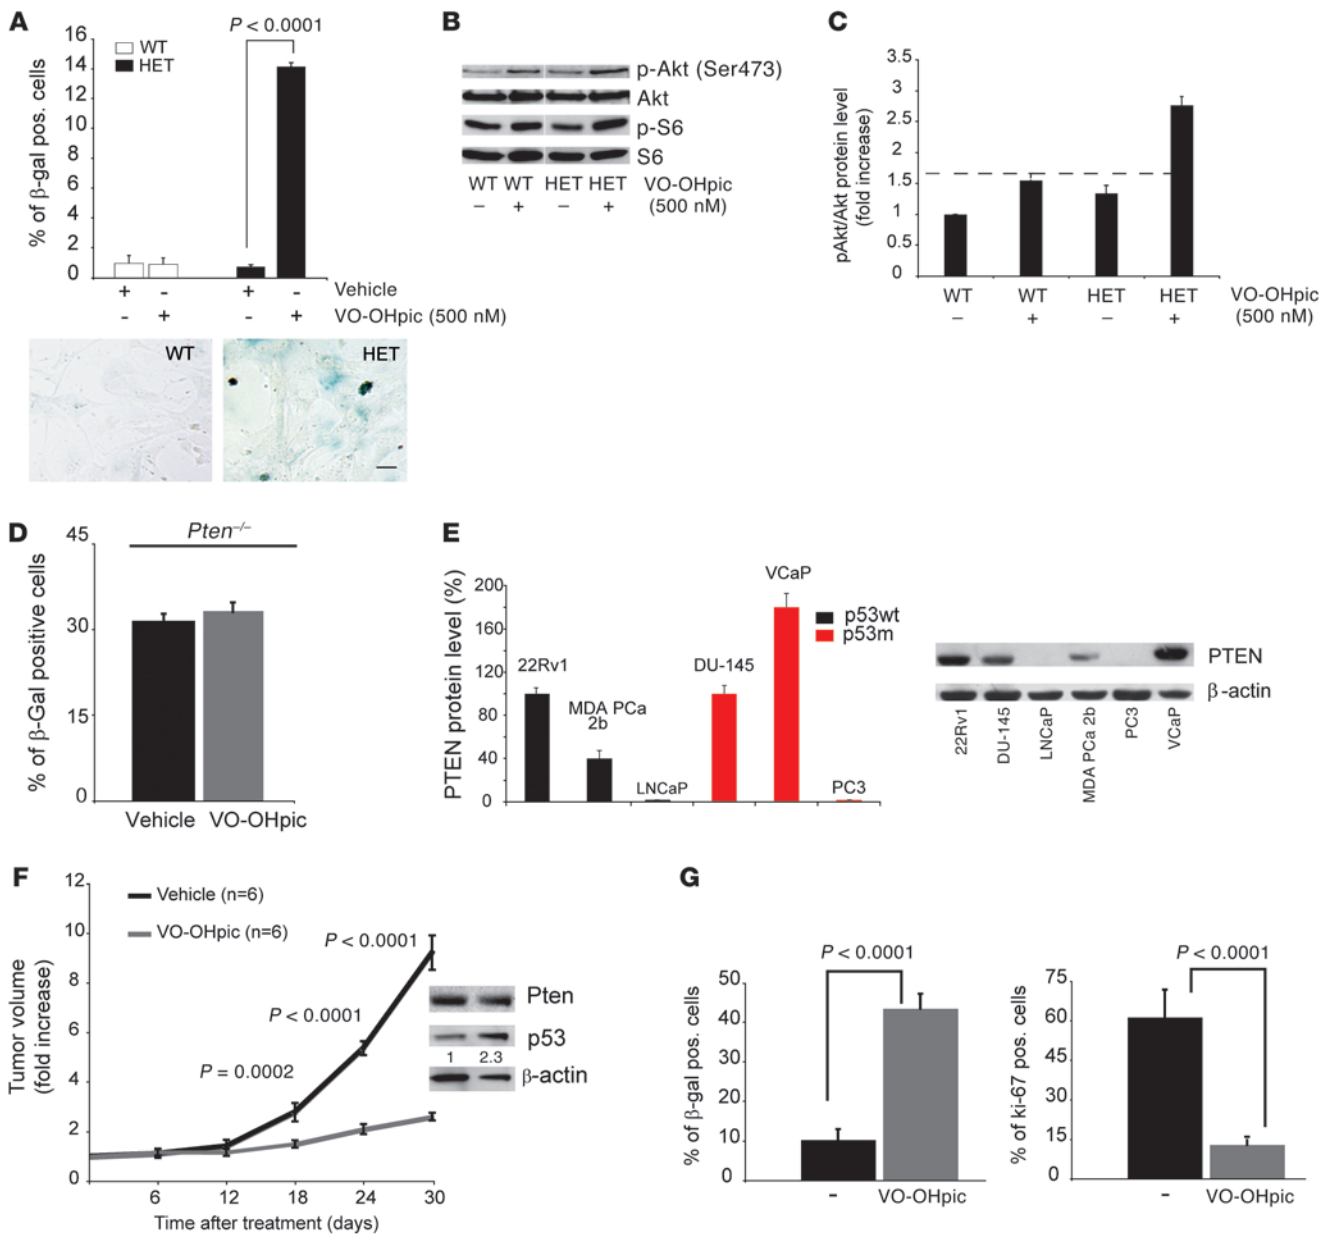 A
P < 0.0001
16
14
12
10
8
6
4
2
0
% of β-gal pos. cells
WT
HET
+ - + - Vehicle
- + - + VO-OHpic (500 nM)
WT
HET
B
p-Akt (Ser473)
Akt
p-S6
S6
WT WT HET HET VO-OHpic
– + – + (500 nM)
C
3.5
3
2.5
2
1.5
1
0.5
0
pAkt/Akt protein level
(fold increase)
WT WT HET HET VO-OHpic
– + – + (500 nM)
D
Pten–/–
45
30
15
0
% of β-Gal positive cells
Vehicle VO-OHpic
E
200
160
120
80
40
0
PTEN protein level (%)
22Rv1
MDA PCa
2b
LNCaP
DU-145
VCaP
PC3
p53wt
p53m
PTEN
β-actin
22Rv1
DU-145
LNCaP
MDA PCa 2b
PC3
VCaP
F
12
10
8
6
4
2
0
Tumor volume
(fold increase)
Vehicle (n=6)
VO-OHpic (n=6)
P < 0.0001
P < 0.0001
P = 0.0002
Pten
p53
1 2.3
β-actin
6 12 18 24 30
Time after treatment (days)
G
P < 0.0001
50
40
30
20
10
0
% of β-gal pos. cells
- VO-OHpic
P < 0.0001
75
60
45
30
15
0
% of ki-67 pos. cells
- VO-OHpic